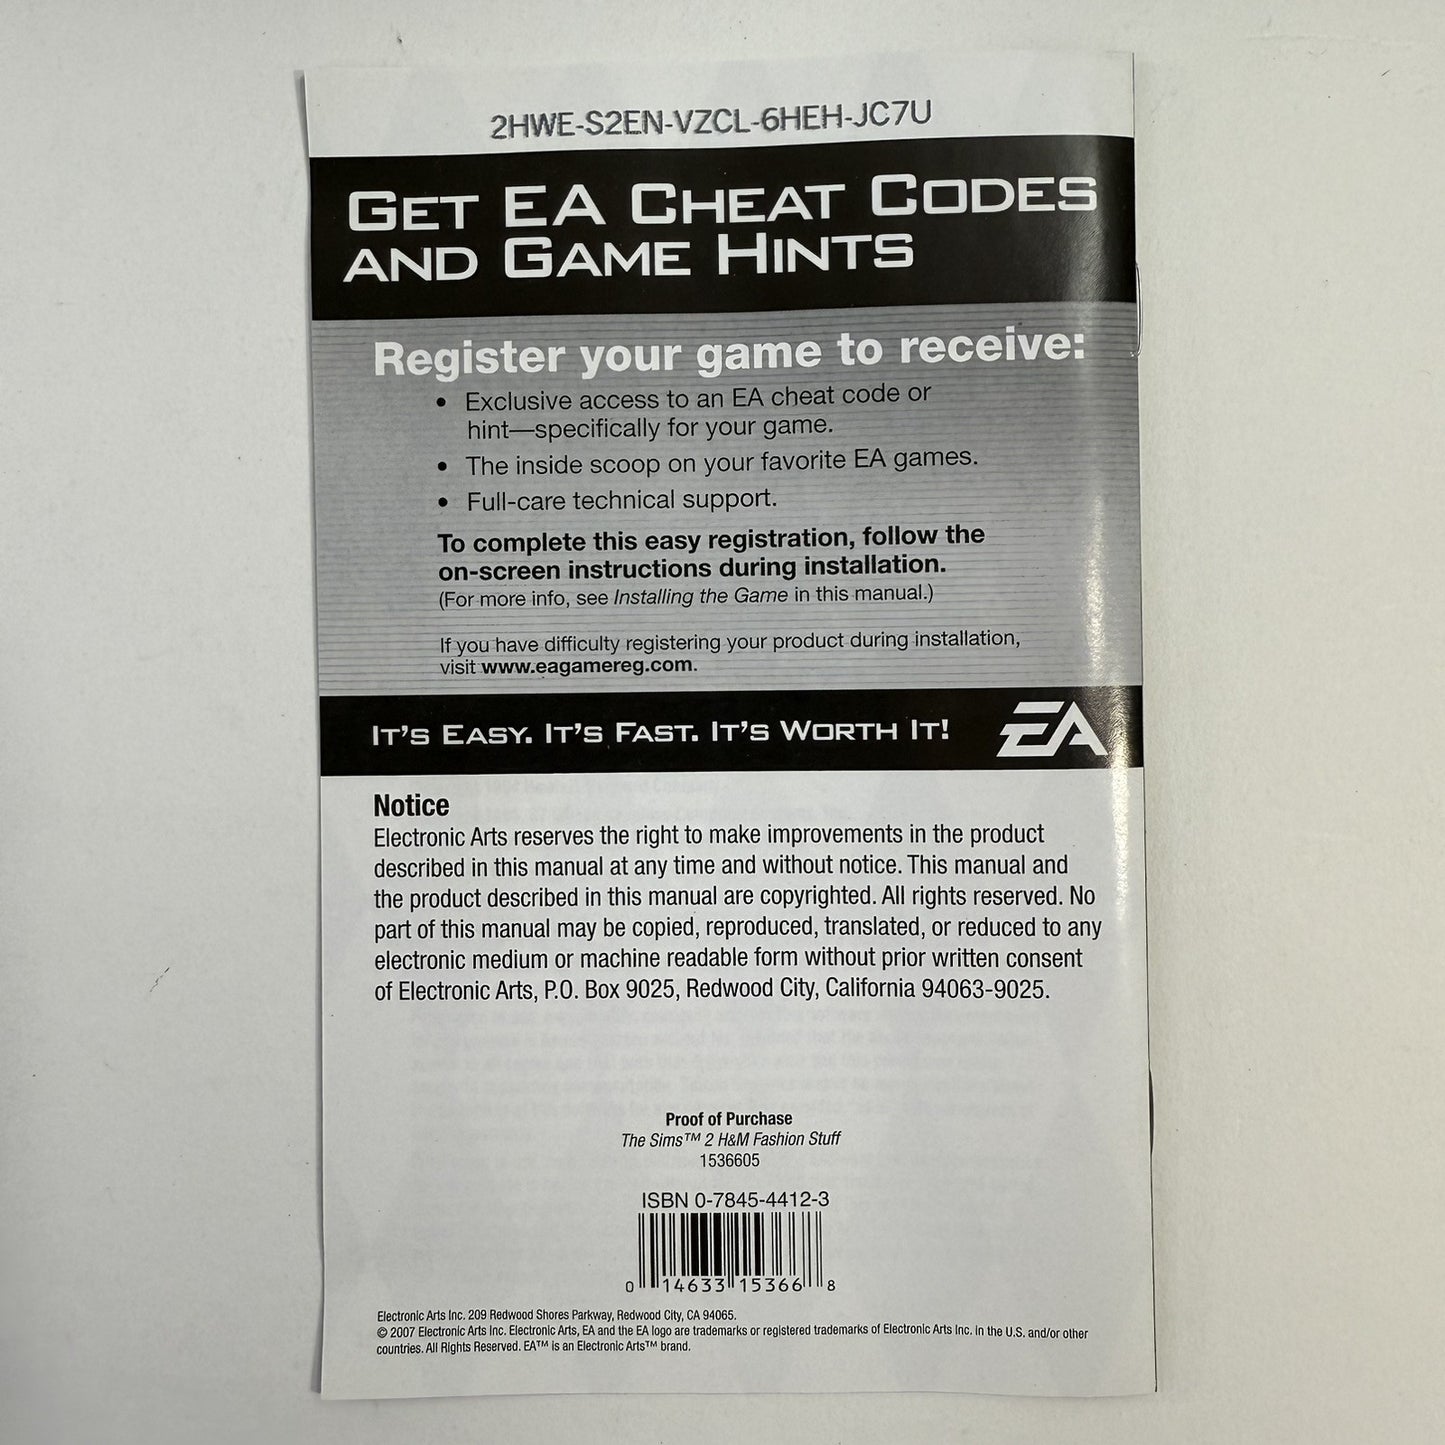 2HWE-S2EN-VZCL-6HEH-JC7U
GET EA CHEAT CODES
AND GAME HINTS
Register your game to receive:
• Exclusive access to an EA cheat code or
hint—specifically for your game.
• The inside scoop on your favorite EA games.
• Full-care technical support.
To complete this easy registration, follow the
on-screen instructions during installation.
(For more info, see Installing the Game in this manual.)
If you have difficulty registering your product during installation,
visit www.eagamereg.com.
IT'S EASY. IT'S FAST. IT'S WORTH IT!
EA
Notice
Electronic Arts reserves the right to make improvements in the product
described in this manual at any time and without notice. This manual and
the product described in this manual are copyrighted. All rights reserved. No
part of this manual may be copied, reproduced, translated, or reduced to any
electronic medium or machine readable form without prior written consent
of Electronic Arts, P.O. Box 9025, Redwood City, California 94063-9025.
Proof of Purchase
The Sims™ 2 H&M Fashion Stuff
1536605
ISBN 0-7845-4412-3
0 14633 15366 8
Electronic Arts Inc. 209 Redwood Shores Parkway, Redwood City, CA 94065.
© 2007 Electronic Arts Inc. Electronic Arts, EA and the EA logo are trademarks or registered trademarks of Electronic Arts Inc. in the U.S. and/or other
countries. All Rights Reserved. EA™ is an Electronic Arts™ brand.